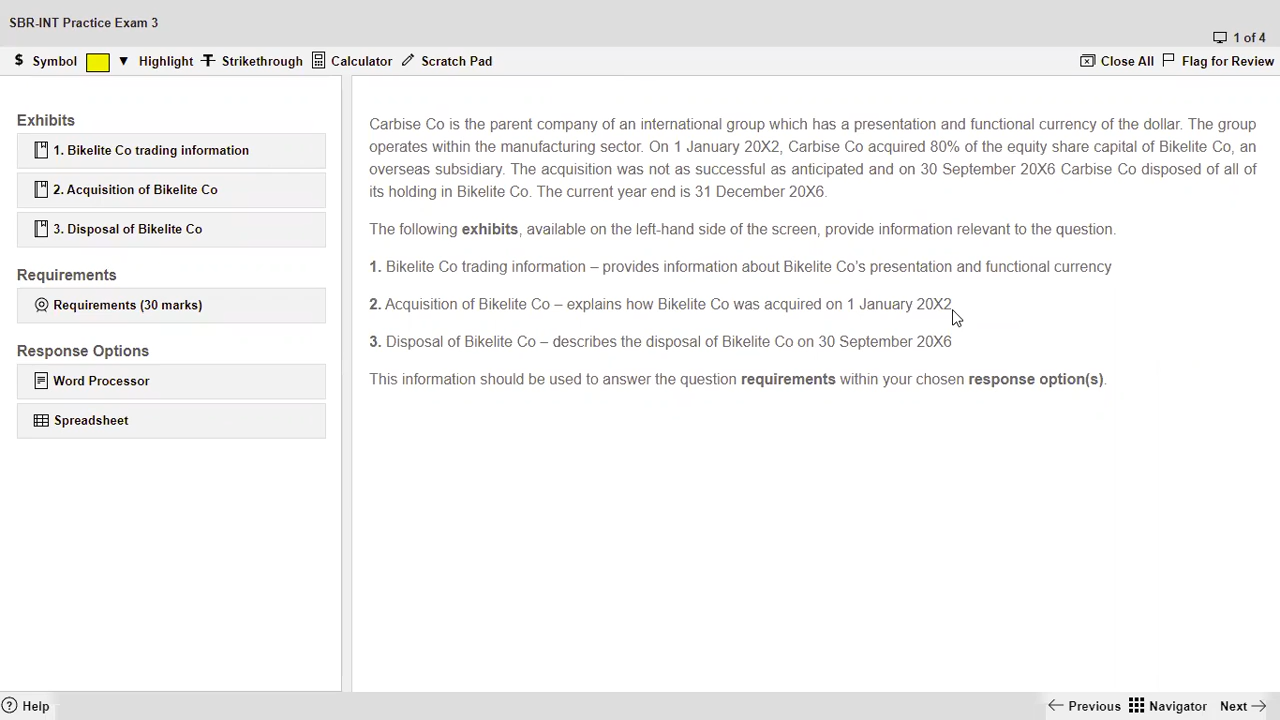 SBR-INT Practice Exam 3
1 of 4
$ Symbol Highlight Strikethrough Calculator Scratch Pad Close All Flag for Review
Exhibits
1. Bikelite Co trading information
2. Acquisition of Bikelite Co
3. Disposal of Bikelite Co
Requirements
Requirements (30 marks)
Response Options
Word Processor
Spreadsheet
Carbise Co is the parent company of an international group which has a presentation and functional currency of the dollar. The group
operates within the manufacturing sector. On 1 January 20X2, Carbise Co acquired 80% of the equity share capital of Bikelite Co, an
overseas subsidiary. The acquisition was not as successful as anticipated and on 30 September 20X6 Carbise Co disposed of all of
its holding in Bikelite Co. The current year end is 31 December 20X6.
The following exhibits, available on the left-hand side of the screen, provide information relevant to the question.
1. Bikelite Co trading information – provides information about Bikelite Co's presentation and functional currency
2. Acquisition of Bikelite Co – explains how Bikelite Co was acquired on 1 January 20X2
3. Disposal of Bikelite Co – describes the disposal of Bikelite Co on 30 September 20X6
This information should be used to answer the question requirements within your chosen response option(s).
Help
Previous Navigator Next